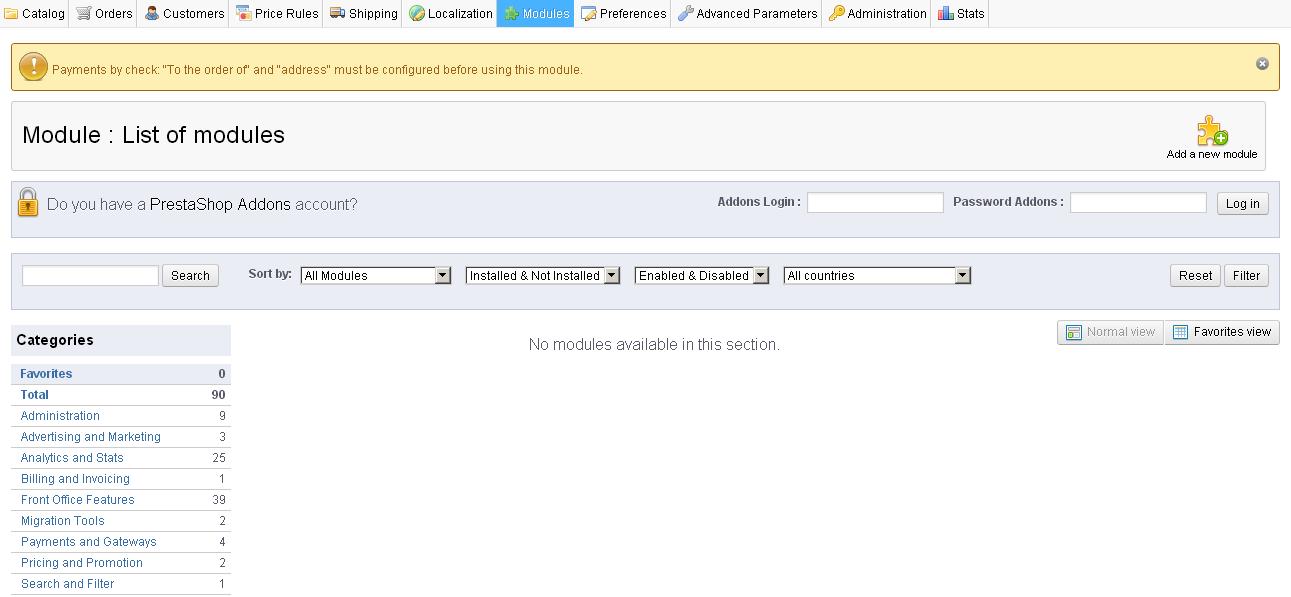 Catalog Orders Customers Price Rules Shipping Localization Modules Preferences Advanced Parameters Administration Stats
Payments by check: "To the order of" and "address" must be configured before using this module.
Module : List of modules
Add a new module
Do you have a PrestaShop Addons account?
Addons Login : Password Addons : Log in
Search Sort by: All Modules Installed & Not Installed Enabled & Disabled All countries Reset Filter
Categories
No modules available in this section.
Normal view Favorites view
Favorites 0
Total 90
Administration 9
Advertising and Marketing 3
Analytics and Stats 25
Billing and Invoicing 1
Front Office Features 39
Migration Tools 2
Payments and Gateways 4
Pricing and Promotion 2
Search and Filter 1